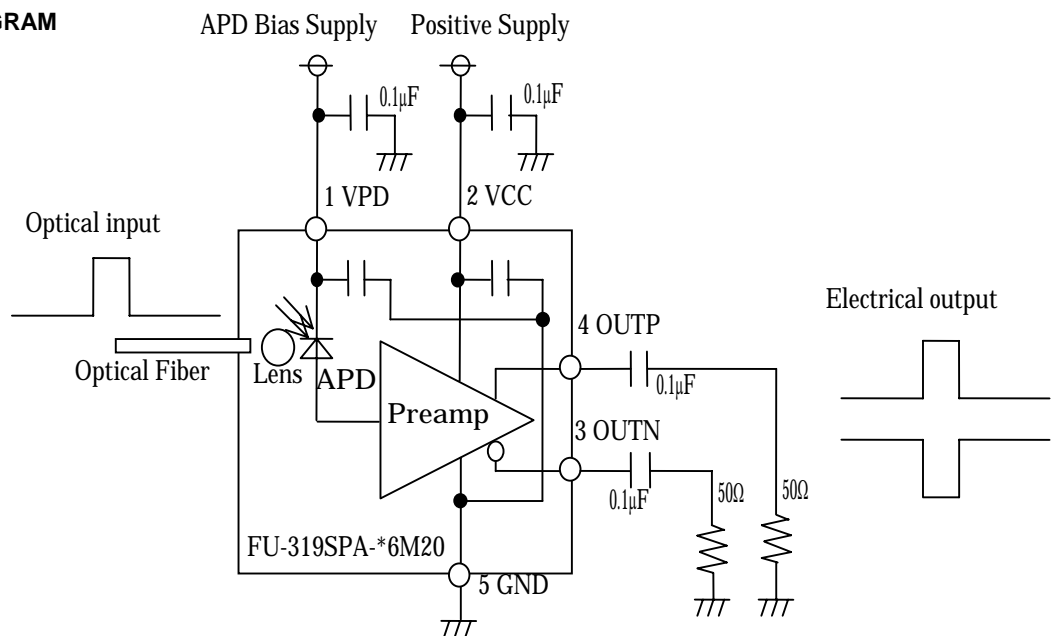 GRAM
APD Bias Supply
Positive Supply
0.1µF
0.1µF
1 VPD
2 VCC
Optical input
Electrical output
4 OUTP
Optical Fiber
Lens
APD
0.1µF
Preamp
3 OUTN
0.1µF
50Ω
50Ω
FU-319SPA-*6M20
5 GND